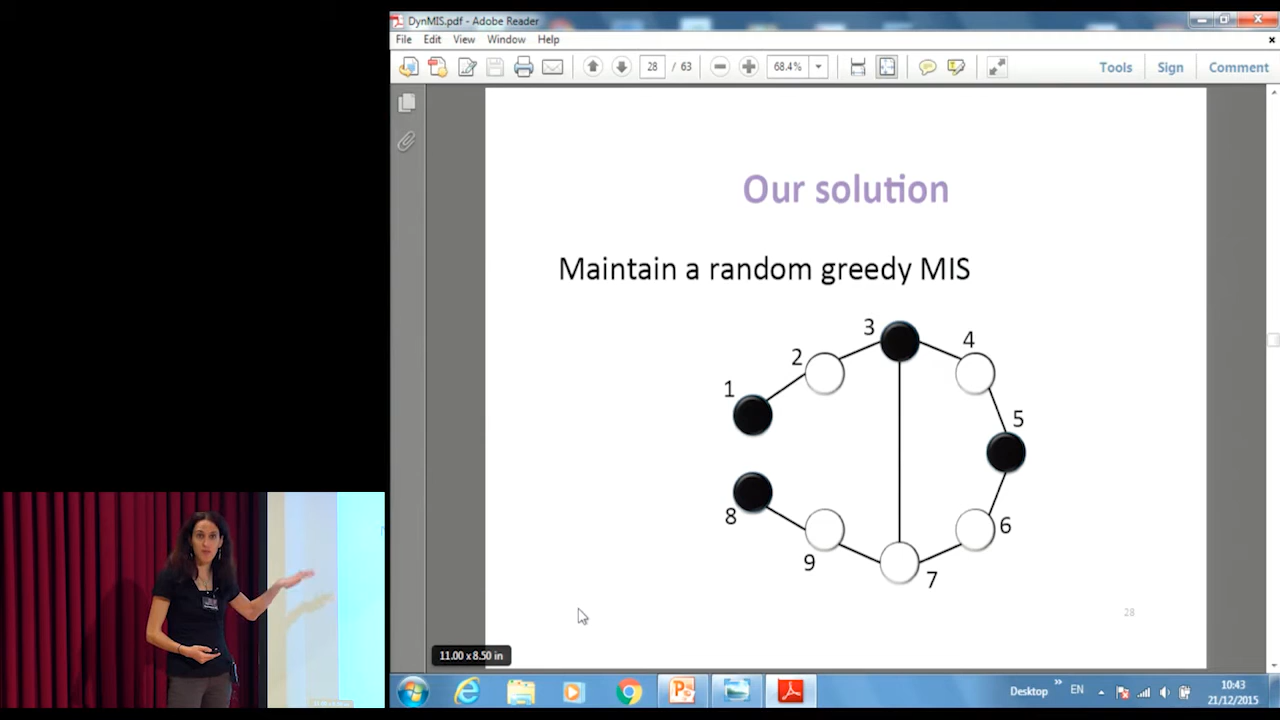 DynMIS.pdf - Adobe Reader
File Edit View Window Help
28 / 63 68.4% Tools Sign Comment
Our solution
Maintain a random greedy MIS
3
4
2
1
5
8
6
9
7
28
11.00 x 8.50 in
Desktop » EN 10:43
21/12/2015